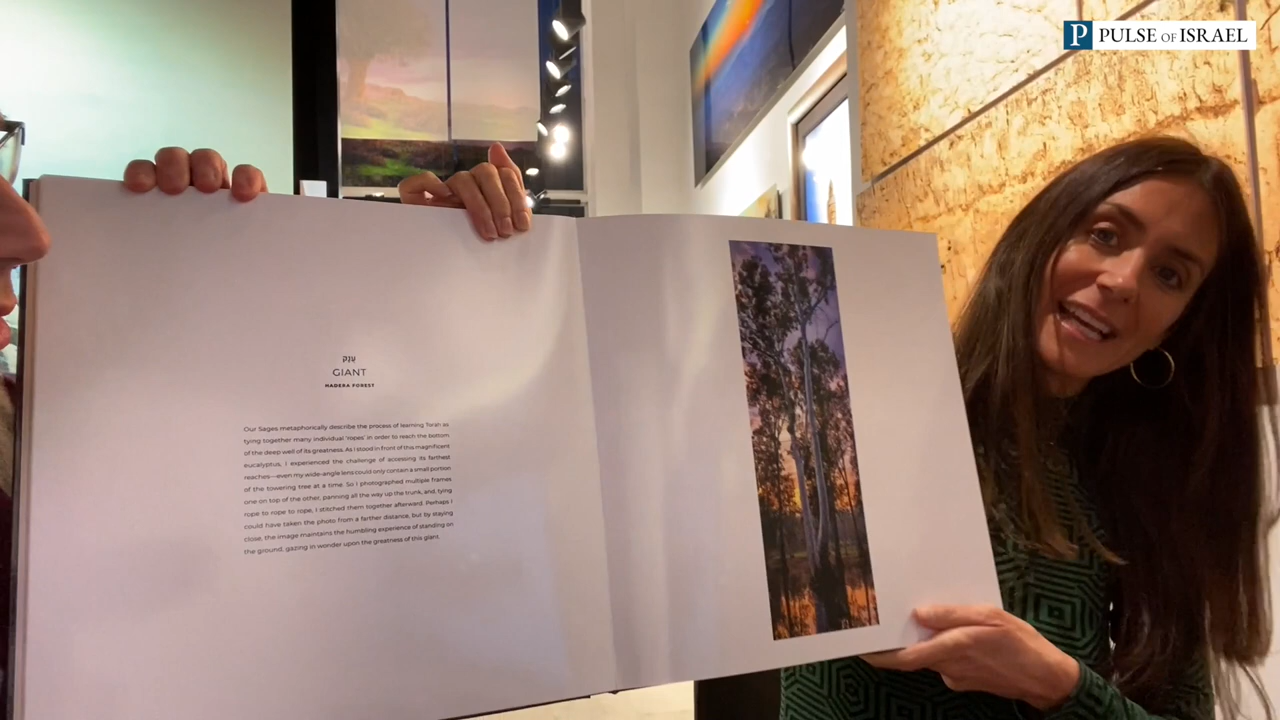 P PULSE OF ISRAEL
ענק
GIANT
HADERA FOREST
Our Sages metaphorically describe the process of learning Torah as
tying together many individual 'ropes' in order to reach the bottom
of the deep well of its greatness. As I stood in front of this magnificent
eucalyptus, I experienced the challenge of accessing its farthest
reaches—even my wide-angle lens could only contain a small portion
of the towering tree at a time. So I photographed multiple frames
one on top of the other, panning all the way up the trunk, and, tying
rope to rope to rope, I stitched them together afterward. Perhaps I
could have taken the photo from a farther distance, but by staying
close, the image maintains the humbling experience of standing on
the ground, gazing in wonder upon the greatness of this giant.